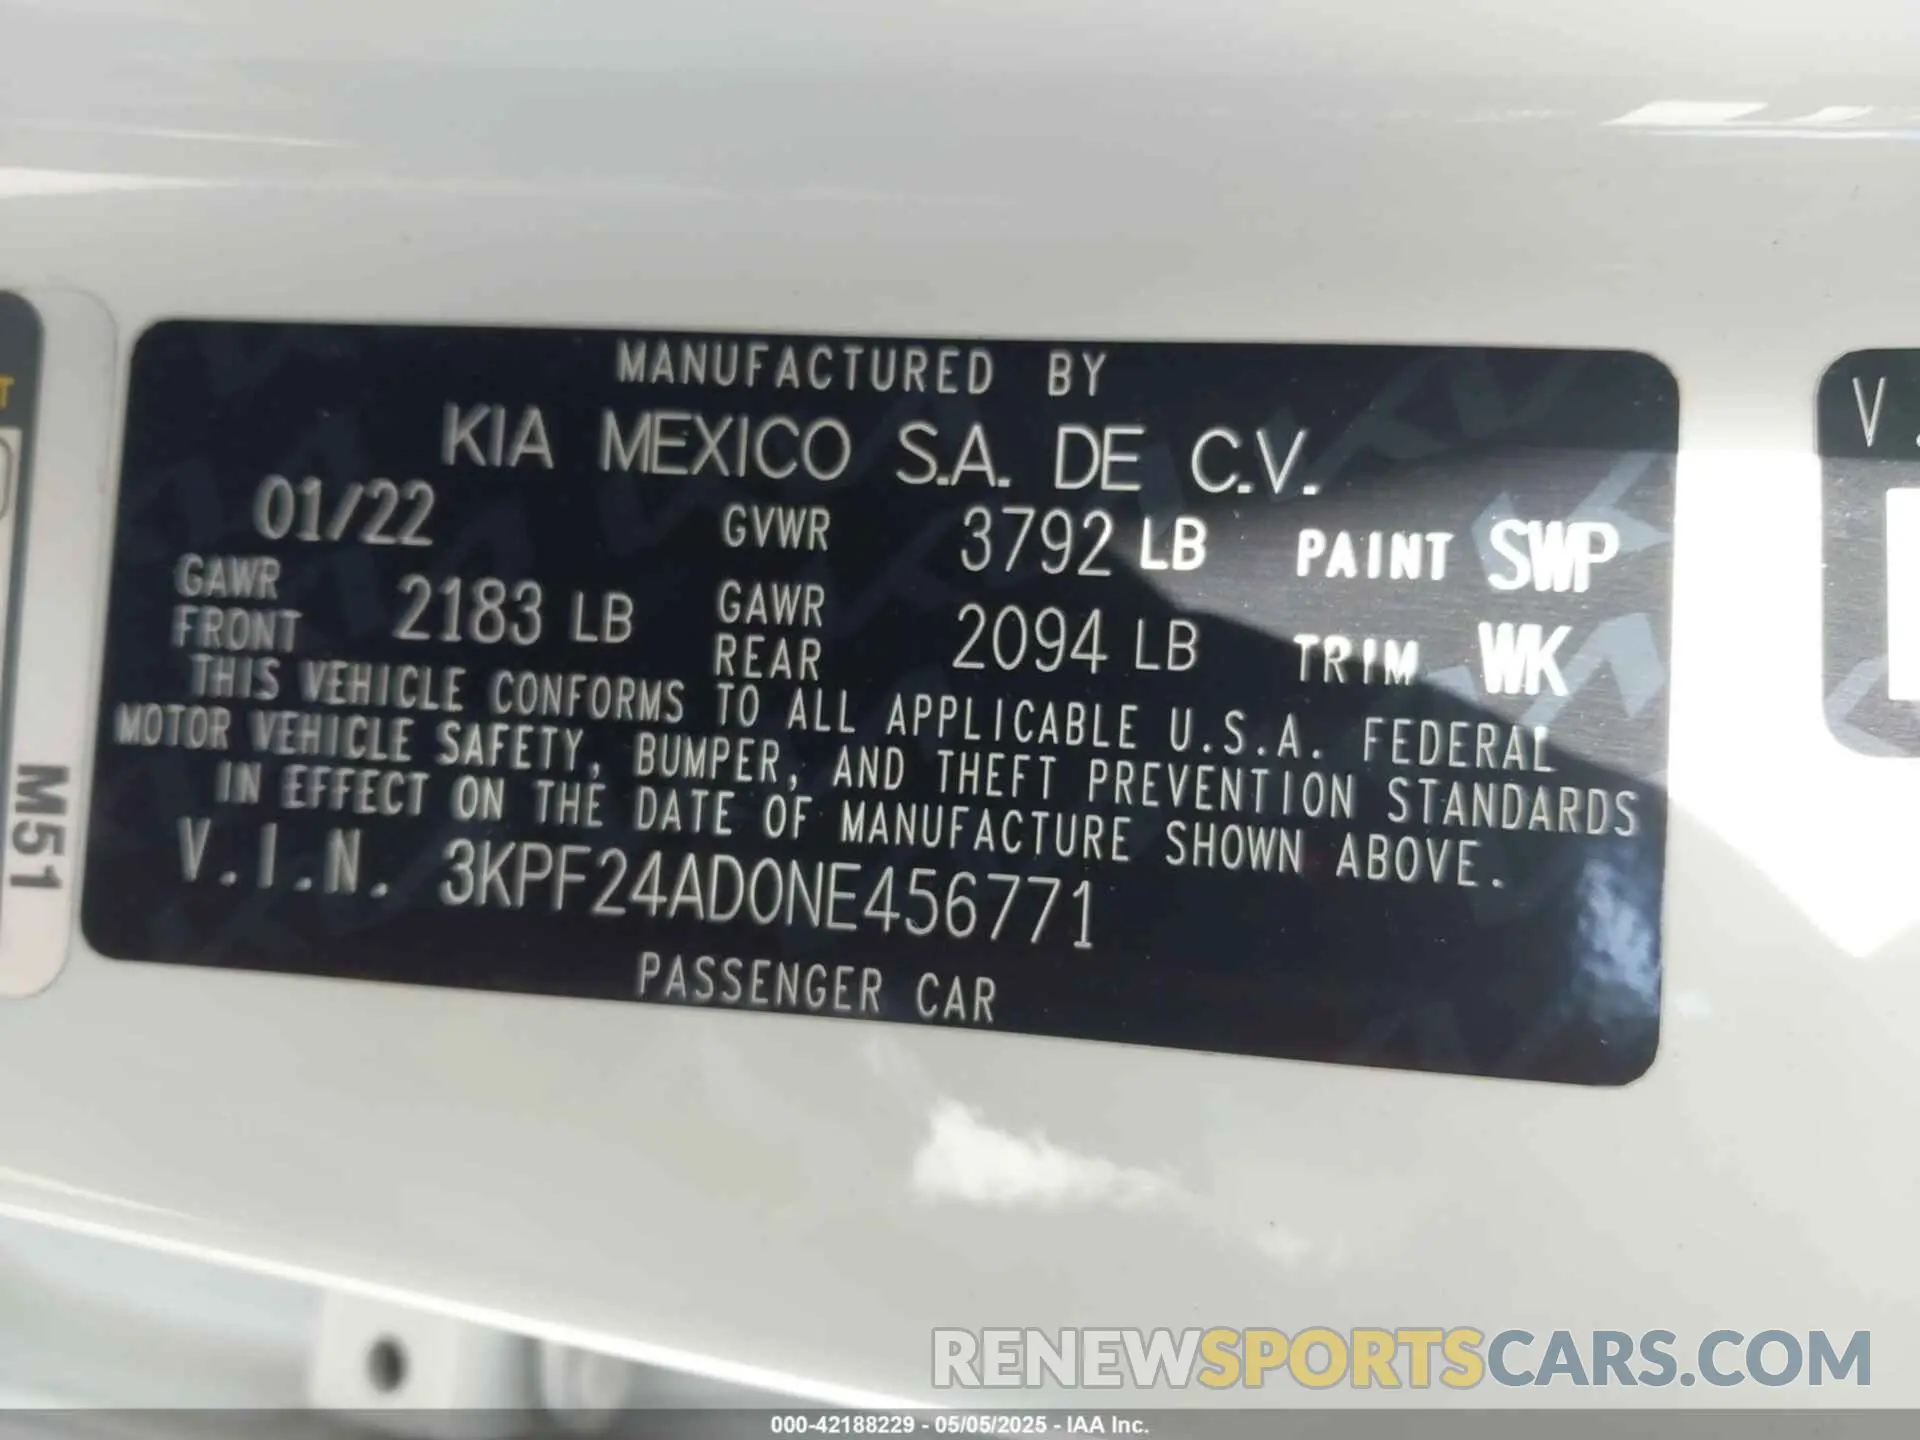 MANUFACTURED BY
KIA MEXICO S.A. DE C.V.
01/22 GVWR 3792 LB PAINT SWP
GAWR FRONT 2183 LB GAWR REAR 2094 LB TRIM WK
THIS VEHICLE CONFORMS TO ALL APPLICABLE U.S.A. FEDERAL
MOTOR VEHICLE SAFETY, BUMPER, AND THEFT PREVENTION STANDARDS
IN EFFECT ON THE DATE OF MANUFACTURE SHOWN ABOVE.
V.I.N. 3KPF24AD0NE456771
PASSENGER CAR
M51
T
V.
RENEWSPORTSCARS.COM
000-42188229 - 05/05/2025 - IAA Inc.